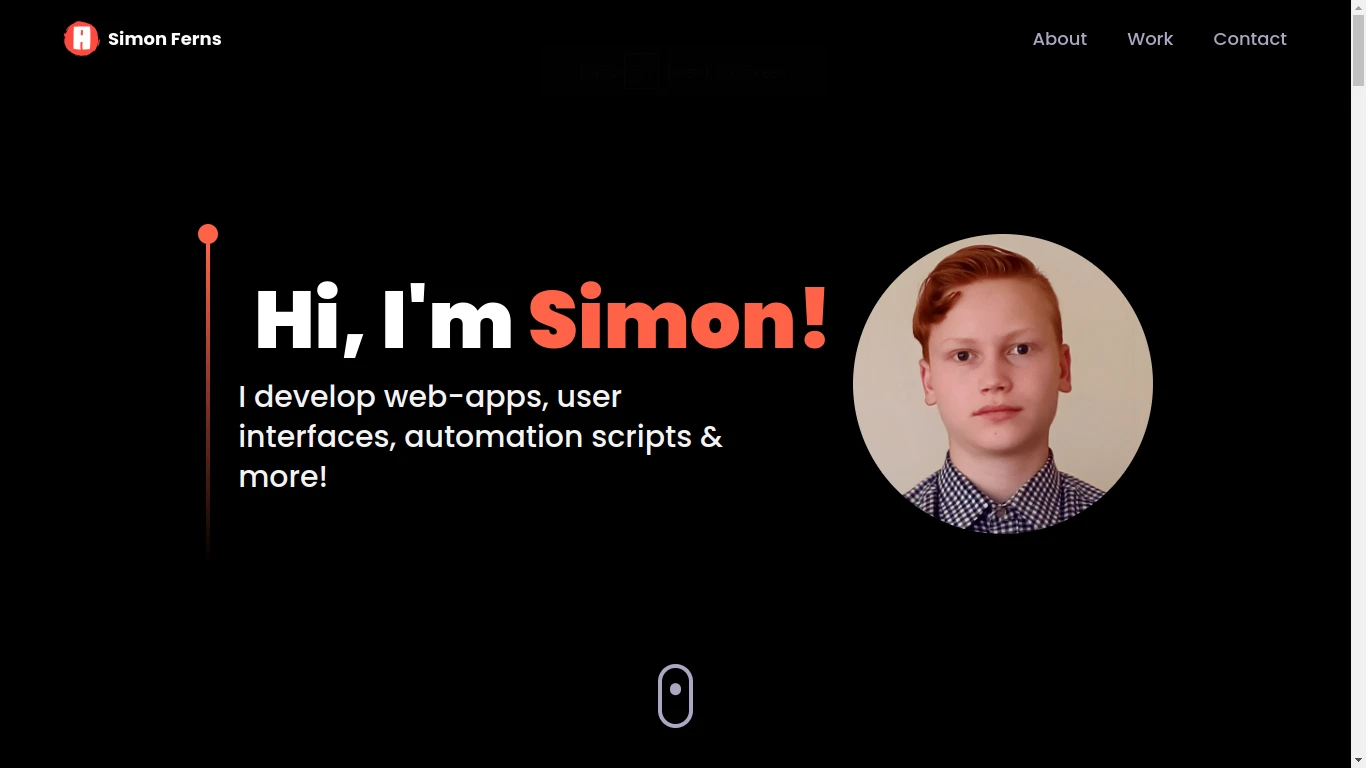 Simon Ferns
About
Work
Contact
Hi, I'm Simon!
I develop web-apps, user
interfaces, automation scripts &
more!